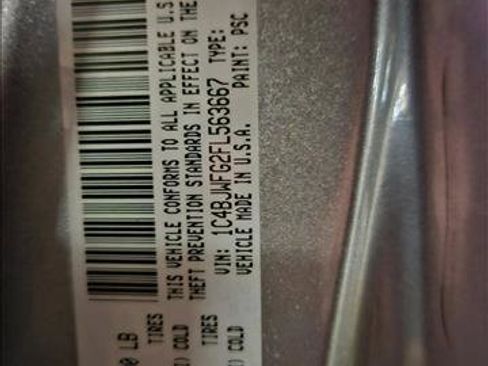 THIS VEHICLE CONFORMS TO ALL APPLICABLE U.S
THEFT PREVENTION STANDARDS IN EFFECT ON THE
VIN: 1C4BJWFG2FL563667 TYPE:
VEHICLE MADE IN U.S.A. PAINT: PSC
0 LB TIRES
) COLD TIRES
) COLD